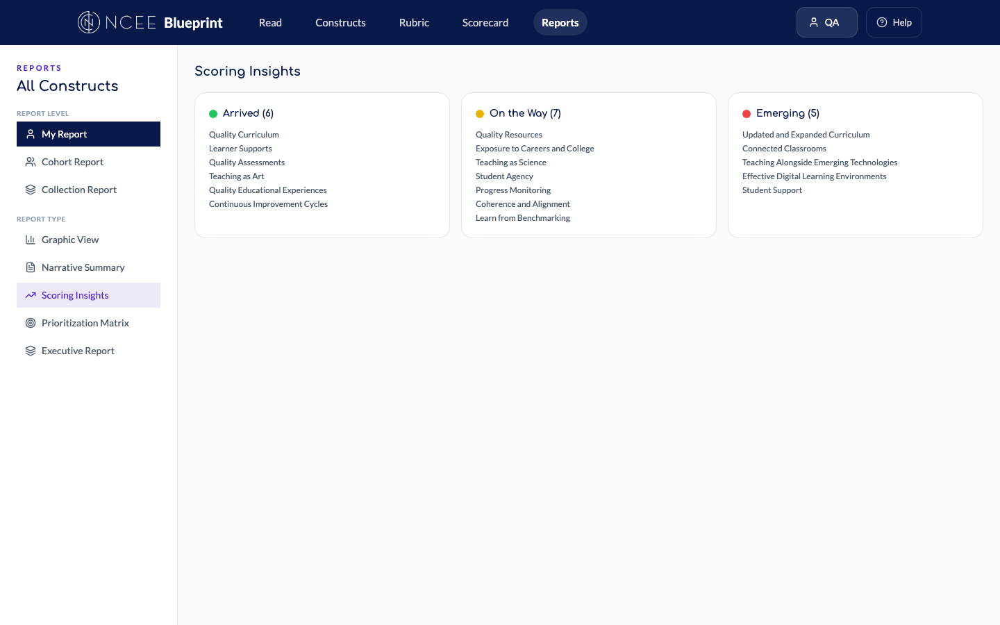 NCEE Blueprint
Read
Constructs
Rubric
Scorecard
Reports
QA
Help
REPORTS
All Constructs
REPORT LEVEL
My Report
Cohort Report
Collection Report
REPORT TYPE
Graphic View
Narrative Summary
Scoring Insights
Prioritization Matrix
Executive Report
Scoring Insights
Arrived (6)
Quality Curriculum
Learner Supports
Quality Assessments
Teaching as Art
Quality Educational Experiences
Continuous Improvement Cycles
On the Way (7)
Quality Resources
Exposure to Careers and College
Teaching as Science
Student Agency
Progress Monitoring
Coherence and Alignment
Learn from Benchmarking
Emerging (5)
Updated and Expanded Curriculum
Connected Classrooms
Teaching Alongside Emerging Technologies
Effective Digital Learning Environments
Student Support